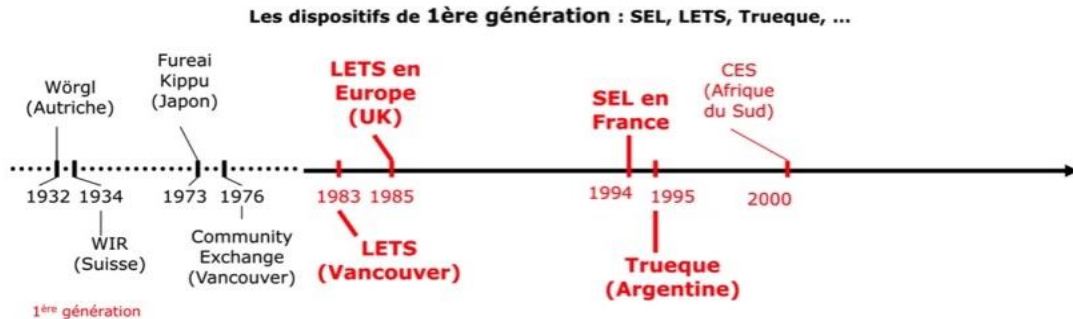 Les dispositifs de 1ère génération : SEL, LETS, Trueque, ...
Wörgl
(Autriche)
Fureai
Kippu
(Japon)
LETS en
Europe
(UK)
SEL en
France
CES
(Afrique
du Sud)
1932
1934
1973
1976
1983
1985
1994
1995
2000
WIR
(Suisse)
Community
Exchange
(Vancouver)
LETS
(Vancouver)
Trueque
(Argentine)
1ère génération